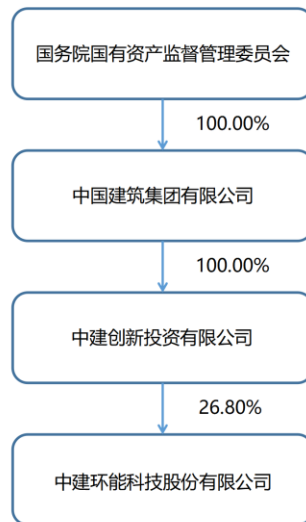 国务院国有资产监督管理委员会
100.00%
中国建筑集团有限公司
100.00%
中建创新投资有限公司
26.80%
中建环能科技股份有限公司